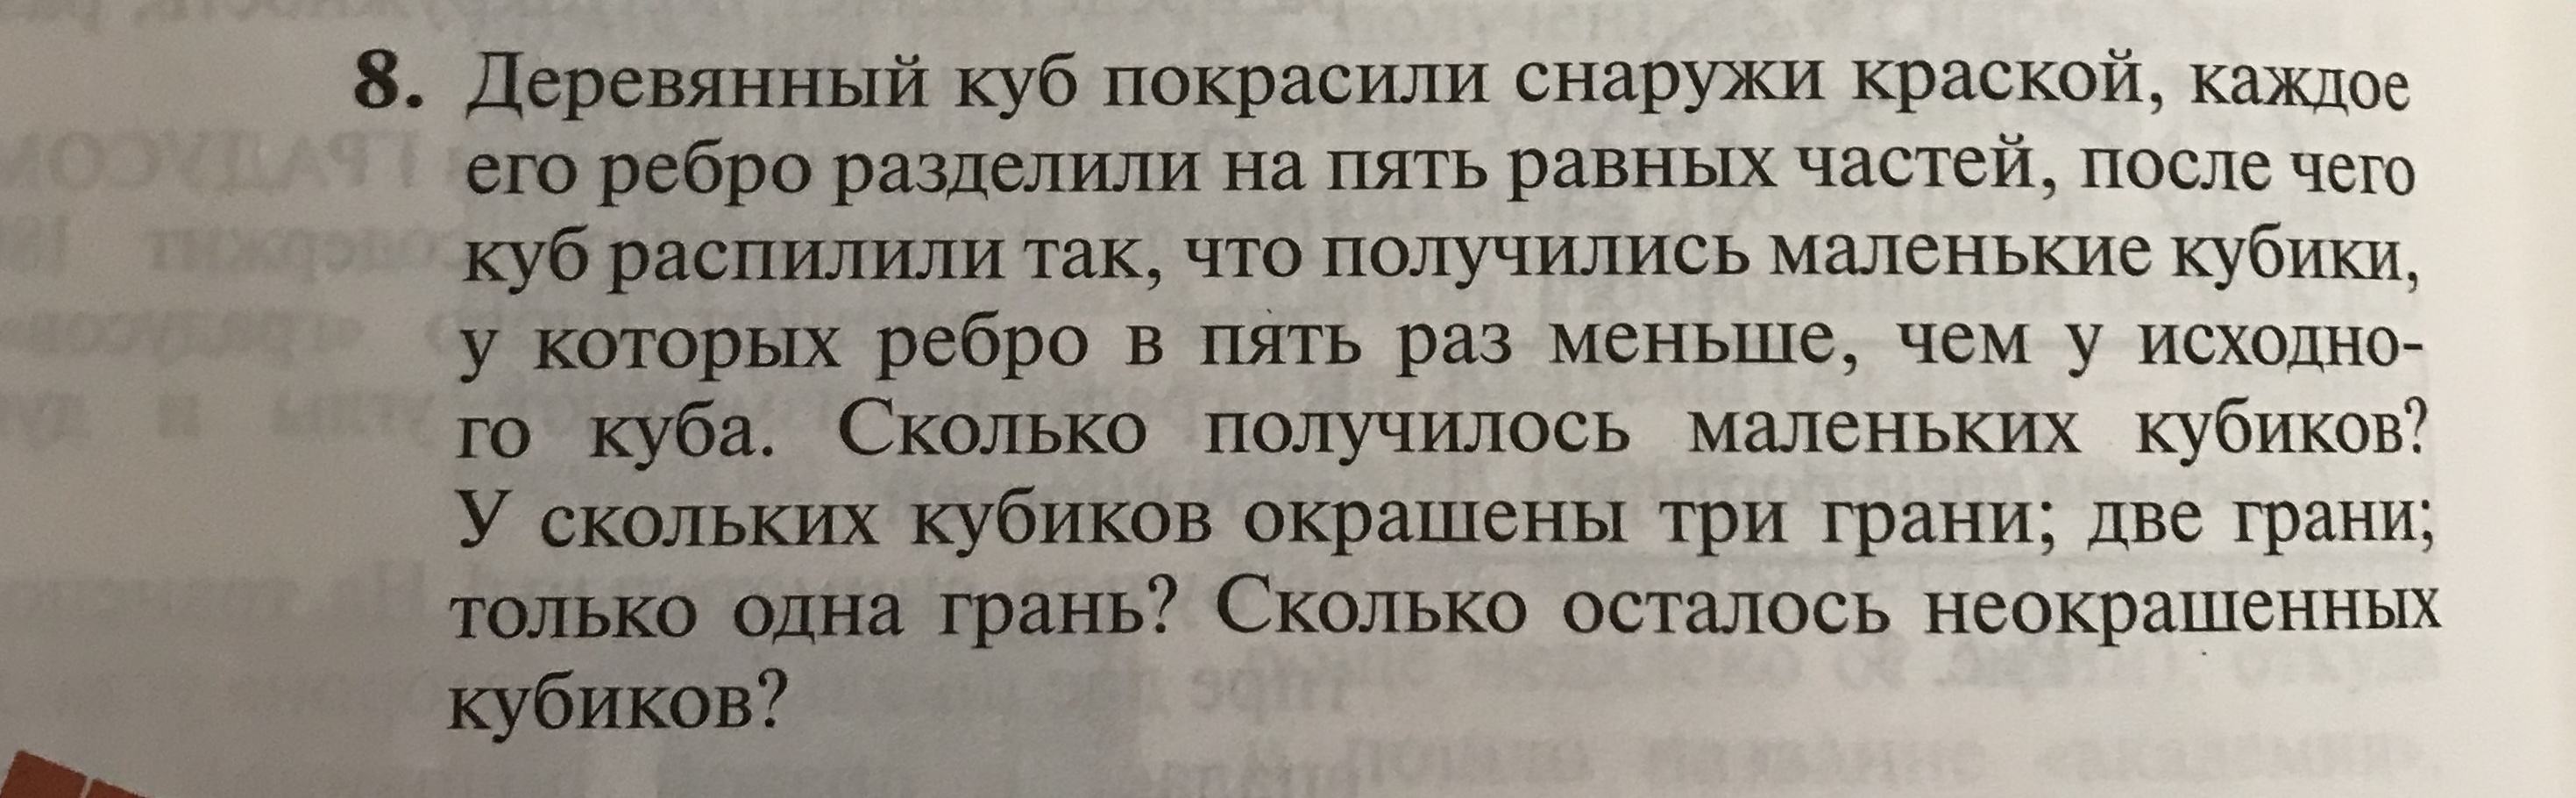 8. Деревянный куб покрасили снаружи краской, каждое
его ребро разделили на пять равных частей, после чего
куб распилили так, что получились маленькие кубики,
у которых ребро в пять раз меньше, чем у исходно-
го куба. Сколько получилось маленьких кубиков?
У скольких кубиков окрашены три грани; две грани;
только одна грань? Сколько осталось неокрашенных
кубиков?